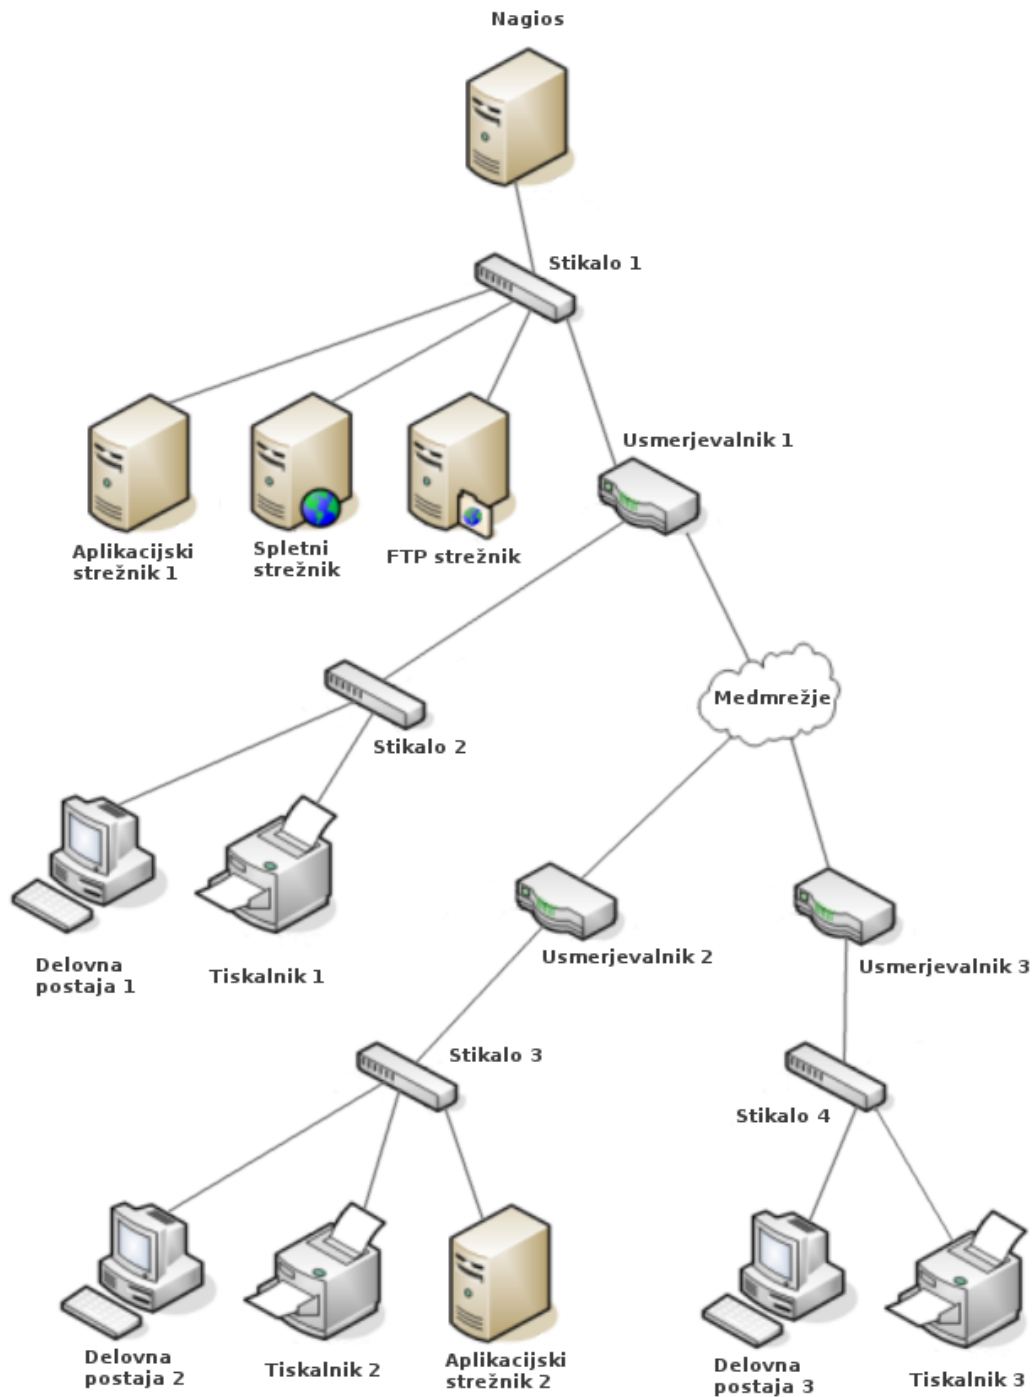 Nagios
Stikalo 1
Usmerjevalnik 1
Aplikacijski
strežnik 1
Spletni
strežnik
FTP strežnik
Medmrežje
Stikalo 2
Delovna
postaja 1
Tiskalnik 1
Usmerjevalnik 2
Usmerjevalnik 3
Stikalo 3
Stikalo 4
Delovna
postaja 2
Tiskalnik 2
Aplikacijski
strežnik 2
Delovna
postaja 3
Tiskalnik 3